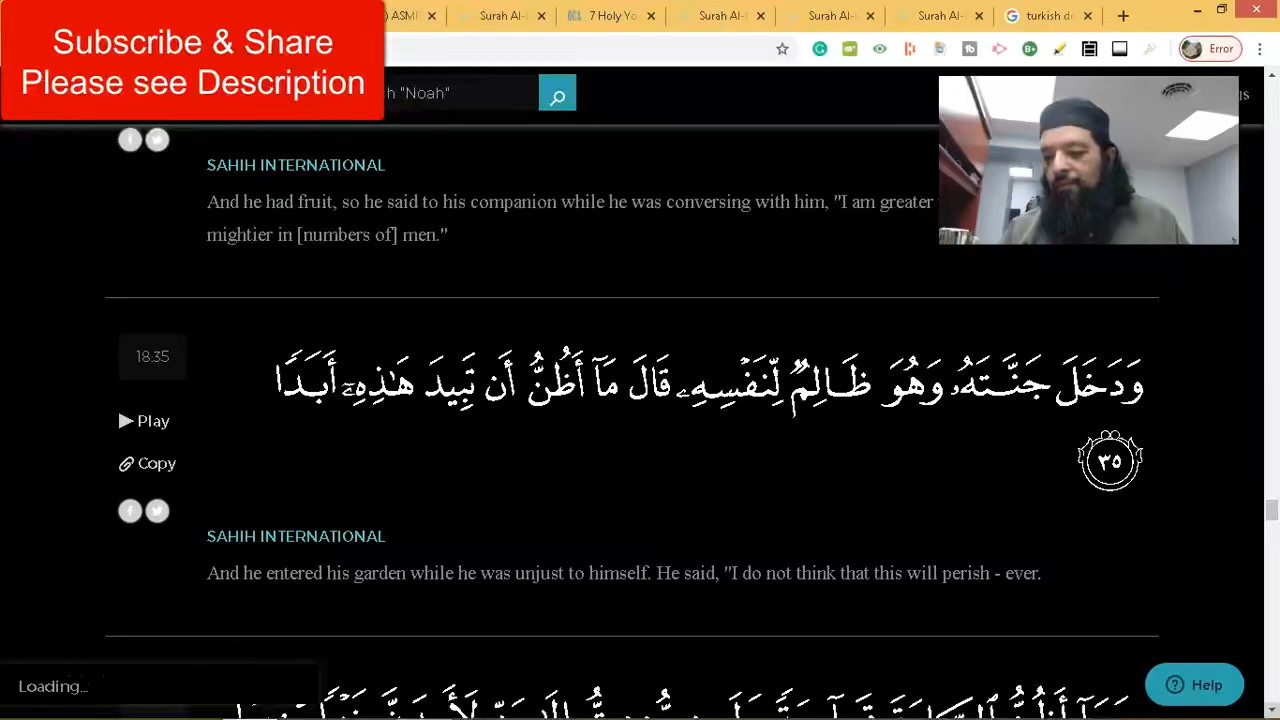 ) ASMR
Surah Al-
7 Holy Yo
Surah Al-
Surah Al-
Surah Al-
turkish d
Subscribe & Share
Please see Description
Error
h "Noah"
IS
SAHIH INTERNATIONAL
And he had fruit, so he said to his companion while he was conversing with him, "I am greater
mightier in [numbers of] men."
18:35
وَدَخَلَ جَنَّتَهُۥ وَهُوَ ظَالِمٌ لِّنَفْسِهِۦ قَالَ مَآ أَظُنُّ أَن تَبِيدَ هَٰذِهِۦٓ أَبَدًا
٣٥
Play
Copy
SAHIH INTERNATIONAL
And he entered his garden while he was unjust to himself. He said, "I do not think that this will perish - ever.
Loading...
Help